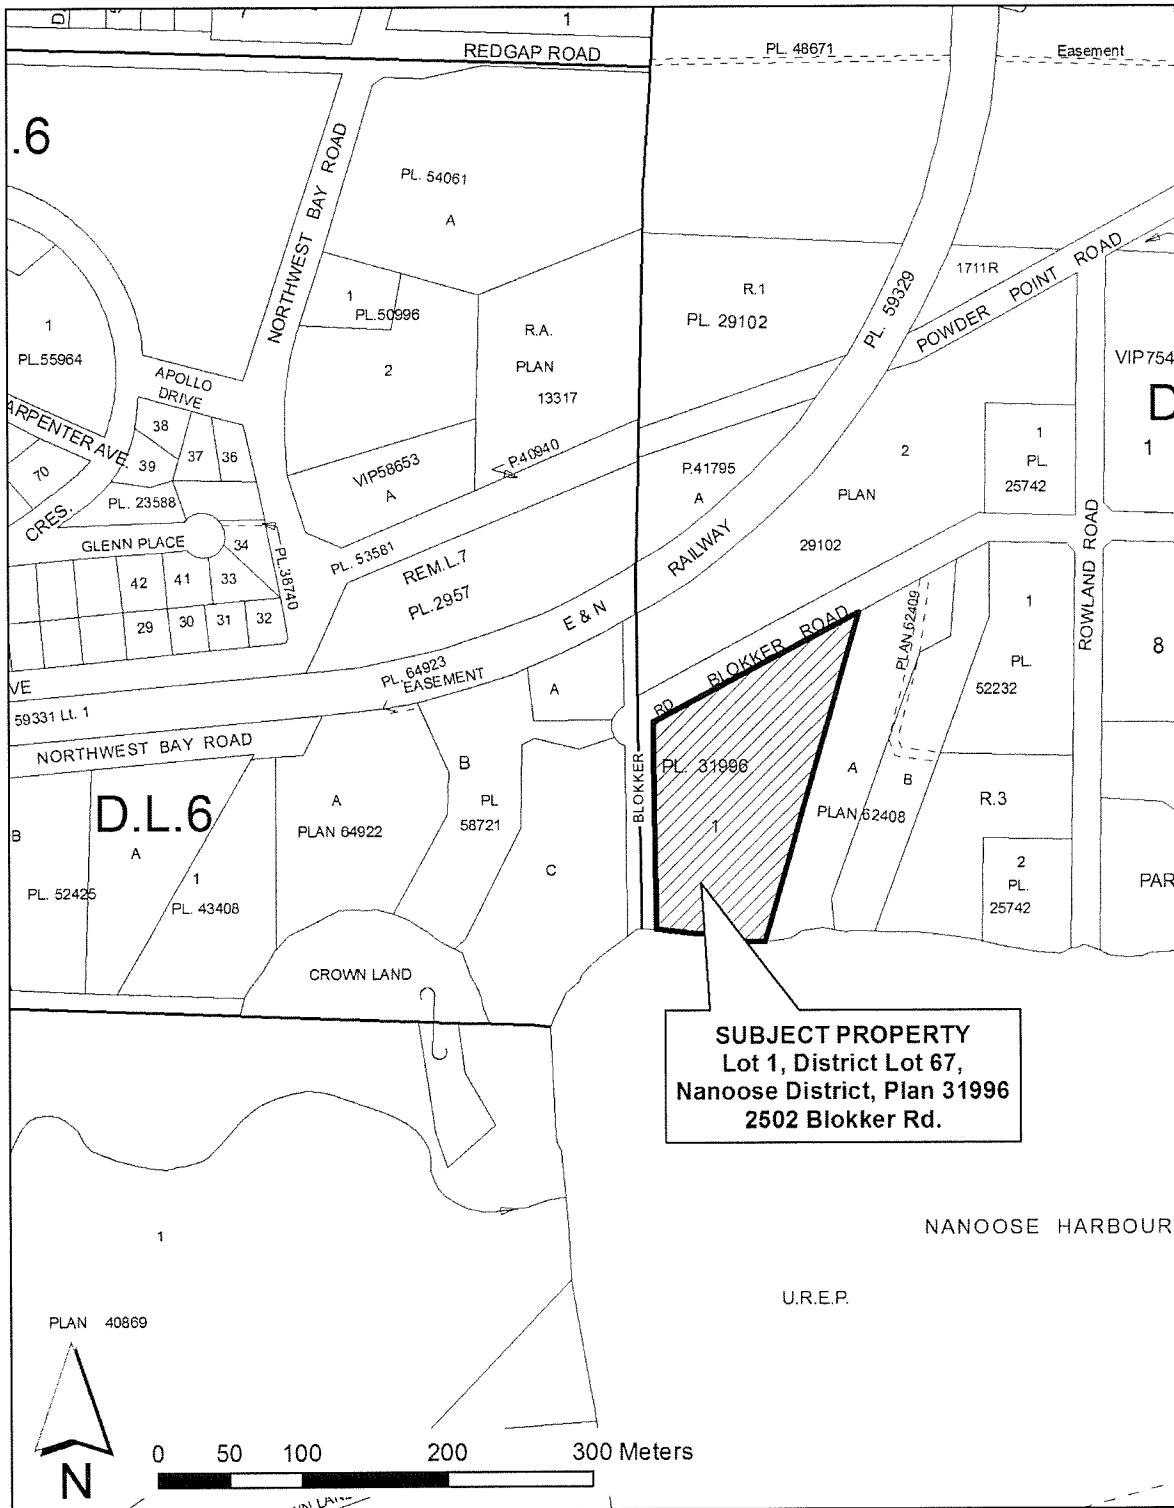 1
REDGAP ROAD
PL. 48671
Easement
.6
NORTHWEST BAY ROAD
PL. 54061
A
1
PL.50996
2
R.A.
PLAN
13317
R.1
PL. 29102
PL. 59329
1711R
POWDER POINT ROAD
VIP754
D
1
1
PL.55964
APOLLO
DRIVE
ARPENTER AVE.
38
39
37
36
70
CRES.
PL. 23588
GLENN PLACE
34
PL.38740
42
41
33
29
30
31
32
VIP58653
A
P.40940
PL. 53581
REM.L.7
PL.2957
E & N
RAILWAY
P.41795
A
2
PLAN
29102
1
PL.
25742
ROWLAND ROAD
VE
59331 Lt. 1
NORTHWEST BAY ROAD
PL. 64923
EASEMENT
A
BLOKKER ROAD
RD
BLOKKER
PL. 31996
1
PLAN 62409
1
PL.
52232
8
A
B
PLAN 62408
R.3
2
PL.
25742
PAR
D.L.6
B
A
PL. 52425
1
PL. 43408
A
PLAN 64922
B
PL
58721
C
CROWN LAND
SUBJECT PROPERTY
Lot 1, District Lot 67,
Nanoose District, Plan 31996
2502 Blokker Rd.
NANOOSE HARBOUR
U.R.E.P.
1
PLAN 40869
N
0 50 100 200 300 Meters